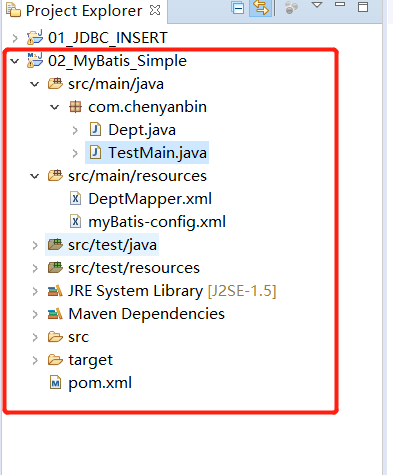 Project Explorer
01_JDBC_INSERT
02_MyBatis_Simple
src/main/java
com.chenyanbin
Dept.java
TestMain.java
src/main/resources
DeptMapper.xml
myBatis-config.xml
src/test/java
src/test/resources
JRE System Library [J2SE-1.5]
Maven Dependencies
src
target
pom.xml